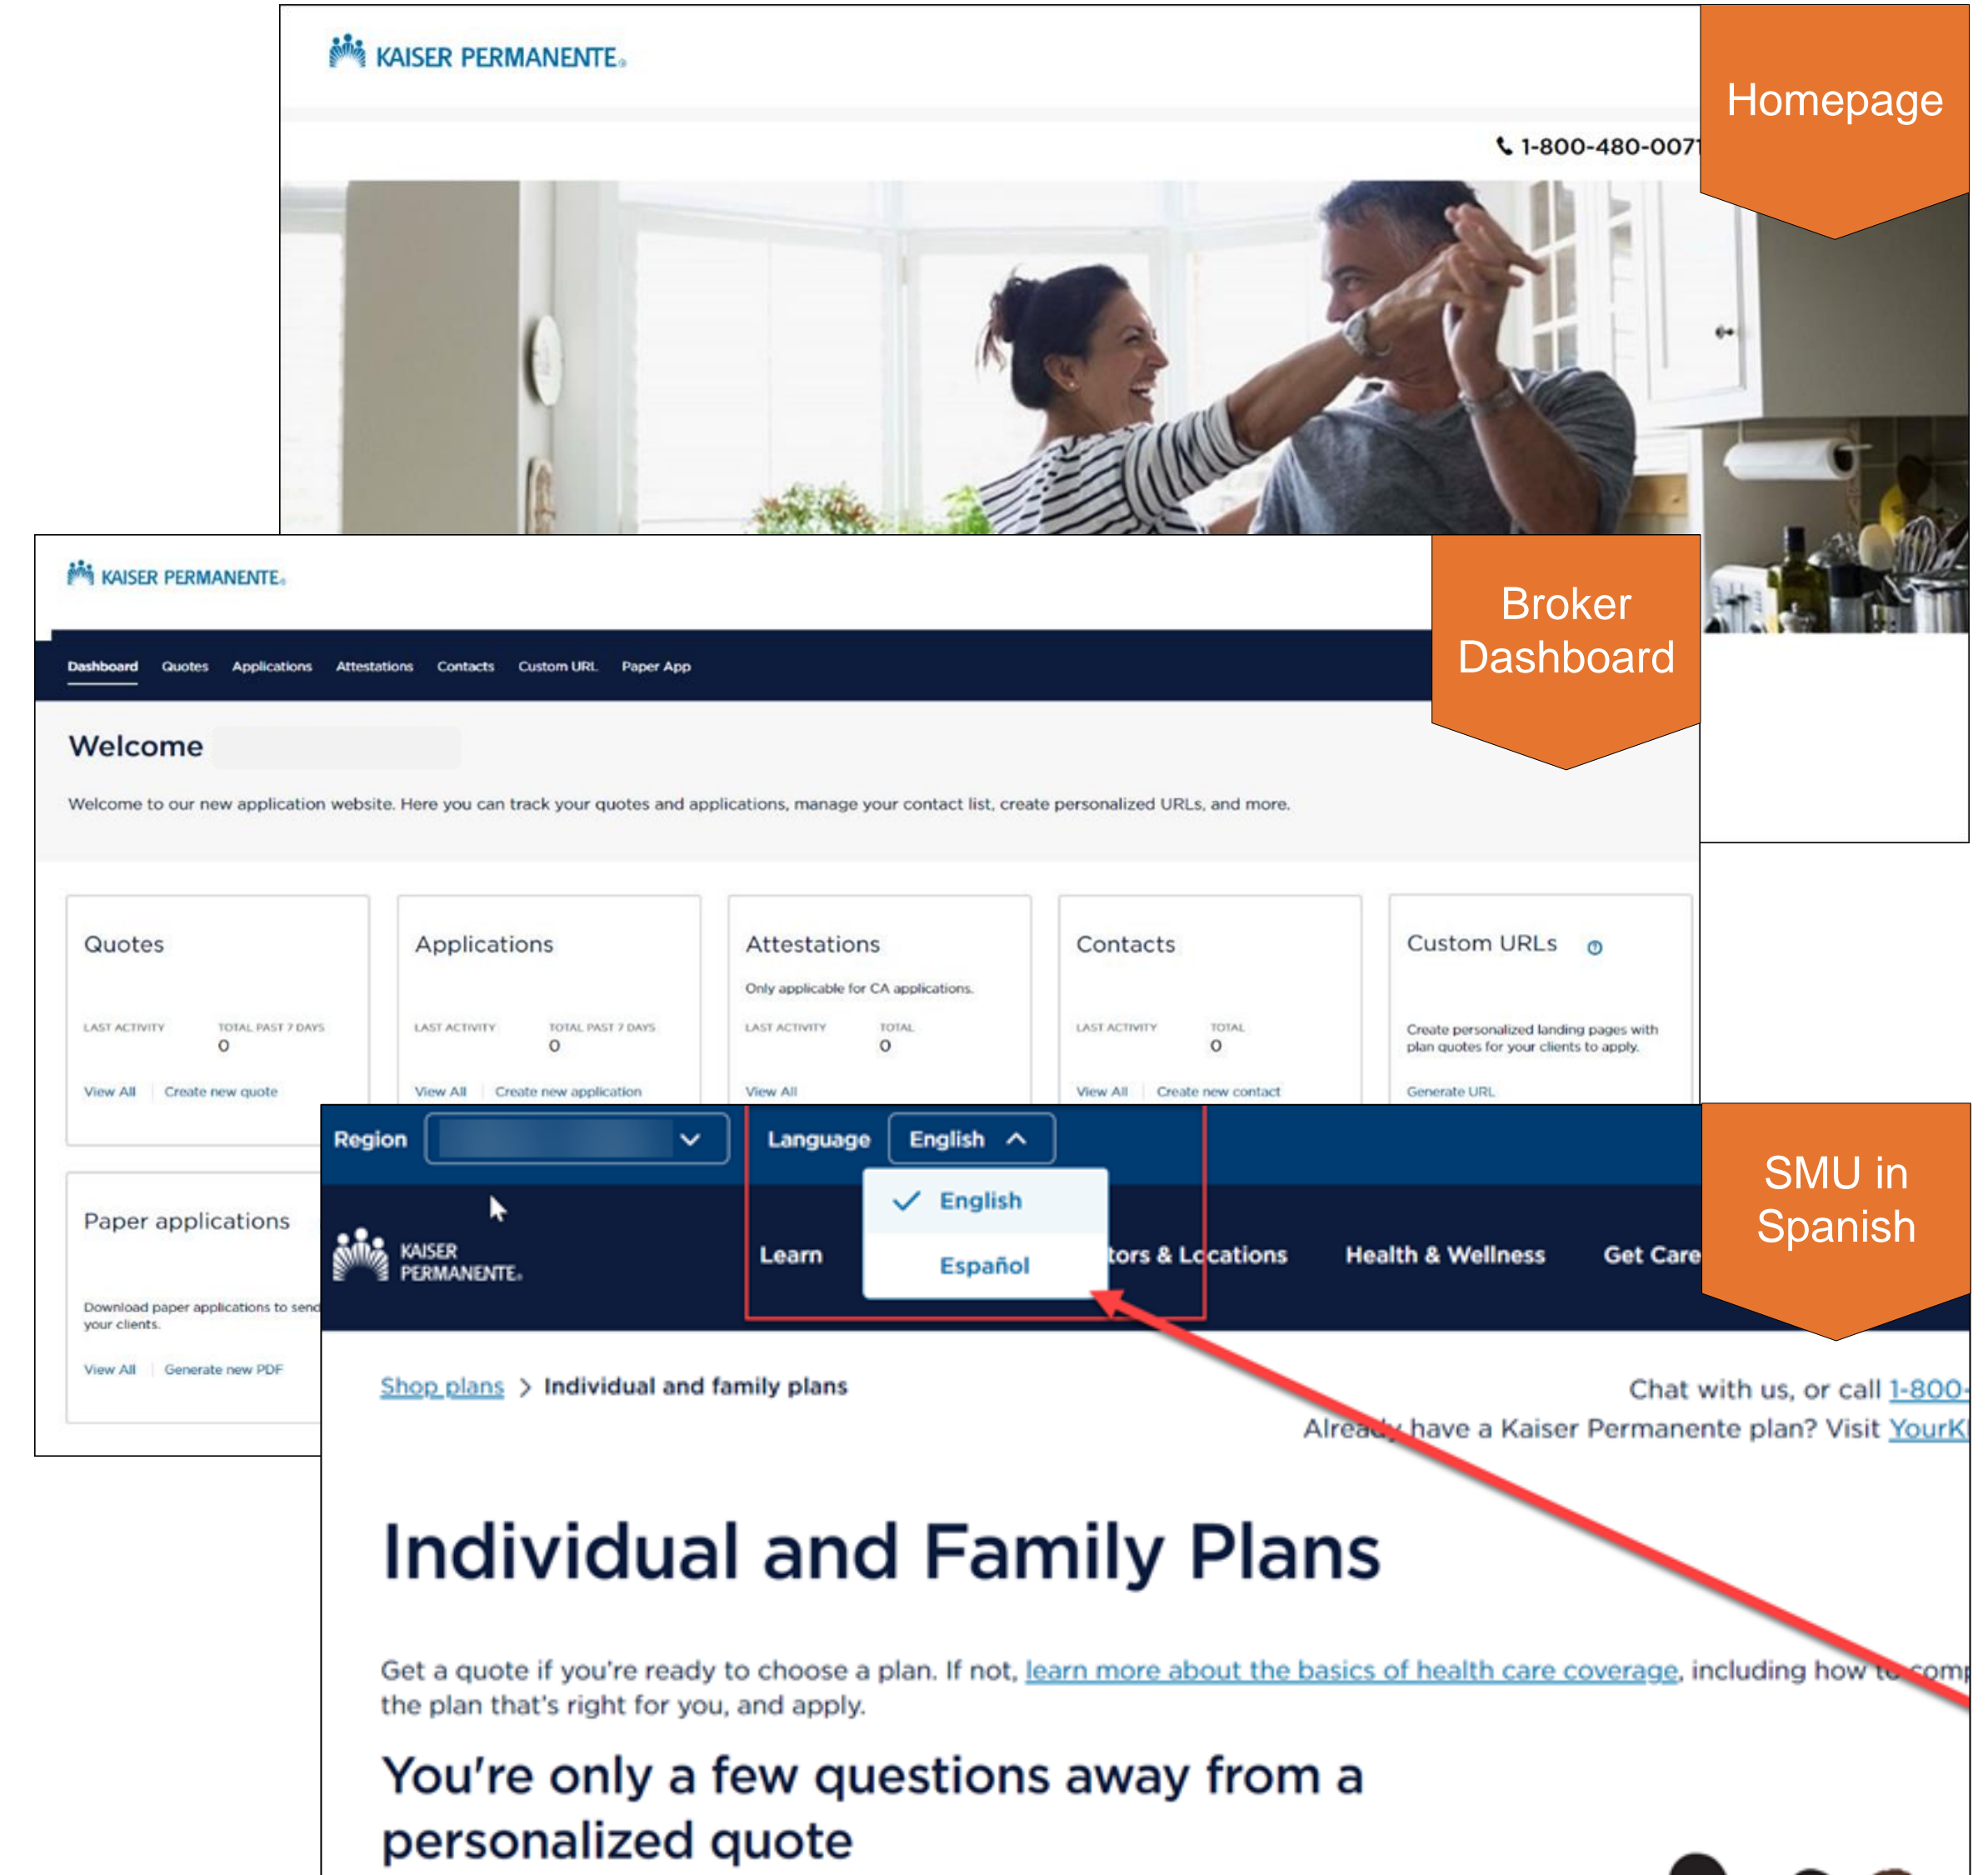 KAISER PERMANENTE®
Homepage
1-800-480-0071
KAISER PERMANENTE®
Broker
Dashboard
Dashboard Quotes Applications Attestations Contacts Custom URL Paper App
Welcome
Welcome to our new application website. Here you can track your quotes and applications, manage your contact list, create personalized URLs, and more.
Quotes
LAST ACTIVITY TOTAL PAST 7 DAYS
0
View All Create new quote
Applications
LAST ACTIVITY TOTAL PAST 7 DAYS
0
View All Create new application
Attestations
Only applicable for CA applications.
LAST ACTIVITY TOTAL
0
View All
Contacts
LAST ACTIVITY TOTAL
0
View All Create new contact
Custom URLs
Create personalized landing pages with
plan quotes for your clients to apply.
Generate URL
Paper applications
Download paper applications to send
your clients.
View All Generate new PDF
Region Language English
English
Español
SMU in
Spanish
KAISER
PERMANENTE®
Learn tors & Locations Health & Wellness Get Care
Shop plans > Individual and family plans
Chat with us, or call 1-800-
Already have a Kaiser Permanente plan? Visit YourK
Individual and Family Plans
Get a quote if you're ready to choose a plan. If not, learn more about the basics of health care coverage, including how to comp
the plan that's right for you, and apply.
You're only a few questions away from a
personalized quote